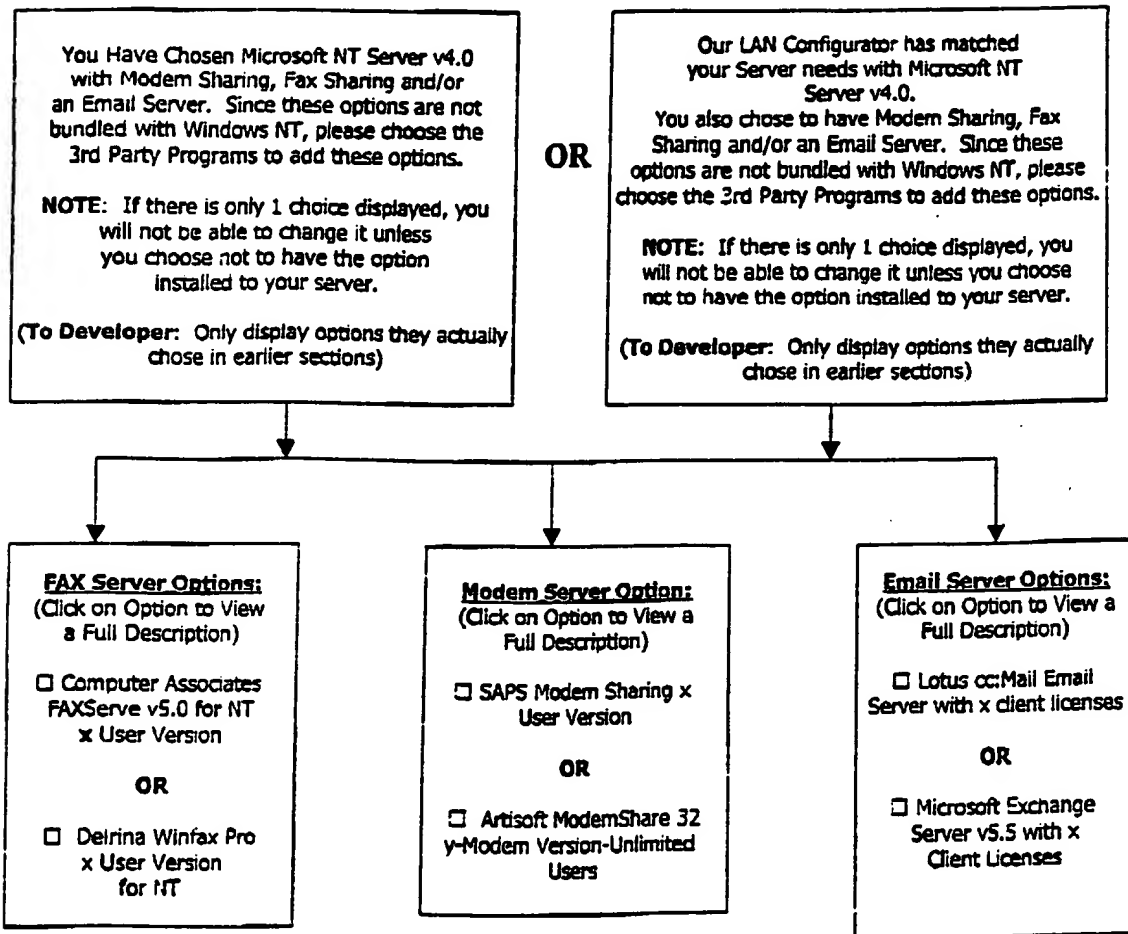 You Have Chosen Microsoft NT Server v4.0
with Modem Sharing, Fax Sharing and/or
an Email Server. Since these options are not
bundled with Windows NT, please choose the
3rd Party Programs to add these options.
NOTE: If there is only 1 choice displayed, you
will not be able to change it unless
you choose not to have the option
installed to your server.
(To Developer: Only display options they actually
chose in earlier sections)
OR
Our LAN Configurator has matched
your Server needs with Microsoft NT
Server v4.0.
You also chose to have Modem Sharing, Fax
Sharing and/or an Email Server. Since these
options are not bundled with Windows NT, please
choose the 3rd Party Programs to add these options.
NOTE: If there is only 1 choice displayed, you
will not be able to change it unless you choose
not to have the option installed to your server.
(To Developer: Only display options they actually
chose in earlier sections)
FAX Server Options:
(Click on Option to View
a Full Description)
☐ Computer Associates
FAXServe v5.0 for NT
x User Version
OR
☐ Delrina Winfax Pro
x User Version
for NT
Modem Server Option:
(Click on Option to View a
Full Description)
☐ SAPS Modem Sharing x
User Version
OR
☐ Artisoft ModemShare 32
y-Modem Version-Unlimited
Users
Email Server Options:
(Click on Option to View a
Full Description)
☐ Lotus cc:Mail Email
Server with x client licenses
OR
☐ Microsoft Exchange
Server v5.5 with x
Client Licenses